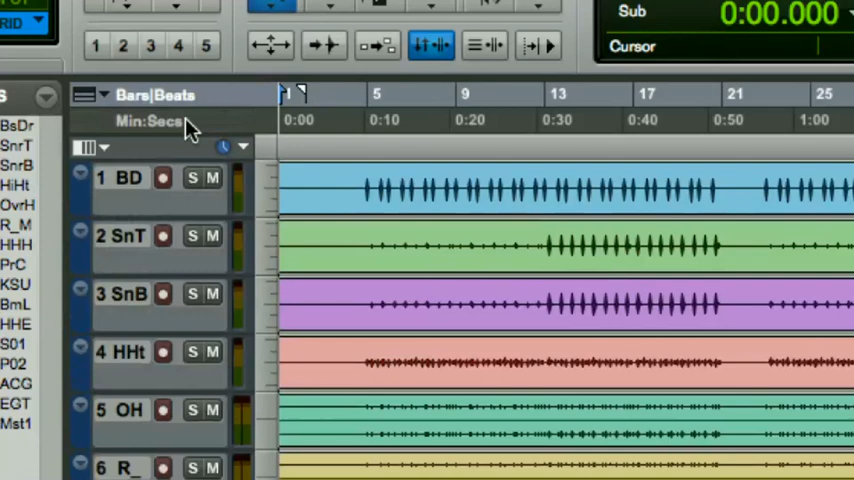 RID
1 2 3 4 5
Sub 0:00.000
Cursor
S
Bars|Beats 1 5 9 13 17 21 25
Min:Secs 0:00 0:10 0:20 0:30 0:40 0:50 1:00
BsDr
SnrT
SnrB
HiHt
OvrH
R_M
HHH
PrC
KSU
BmL
HHE
S01
P02
ACG
EGT
Mst1
1 BD S M
2 SnT S M
3 SnB S M
4 HHt S M
5 OH S M
6 R_ S M